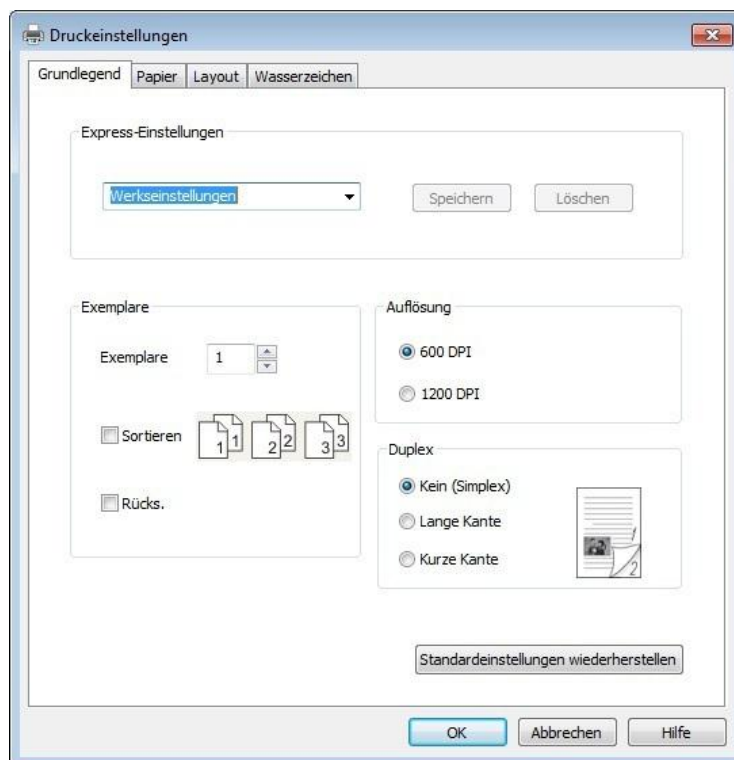 Druckeinstellungen
Grundlegend Papier Layout Wasserzeichen
Express-Einstellungen
Werkseinstellungen
Speichern Löschen
Exemplare
Exemplare 1
Sortieren 1 1 2 2 3 3
Rücks.
Auflösung
600 DPI
1200 DPI
Duplex
Kein (Simplex)
Lange Kante
Kurze Kante
1
2
Standardeinstellungen wiederherstellen
OK Abbrechen Hilfe